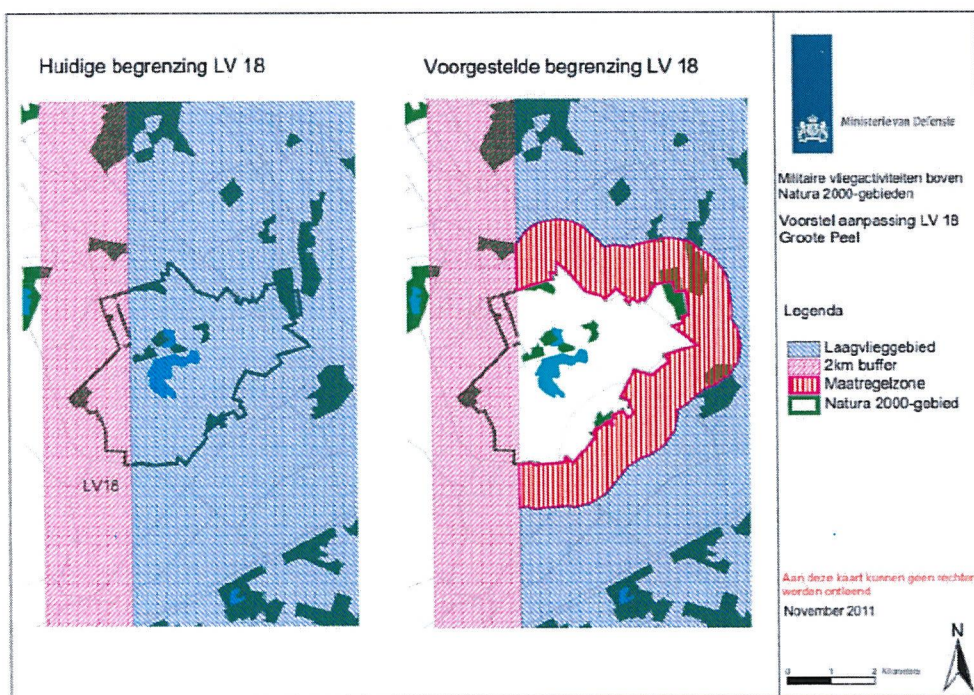 Huidige begrenzing LV 18
Voorgestelde begrenzing LV 18
LV18
Ministerie van Defensie
Militaire vliegactiviteiten boven
Natura 2000-gebieden
Voorstel aanpassing LV 18
Groote Peel
Legenda
Laagvlieggebied
2km buffer
Maatregelzone
Natura 2000-gebied
Aan deze kaart kunnen geen rechten
worden ontleend
November 2011
N
0 1 2 Kilometers